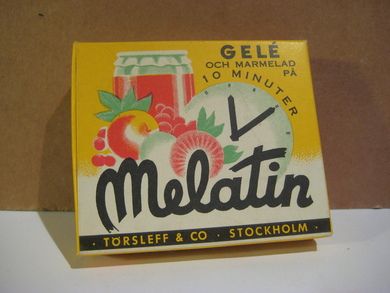 GELÉ
OCH MARMELAD
PÅ
10 MINUTER
Melatin
· TÖRSLEFF & CO · STOCKHOLM ·